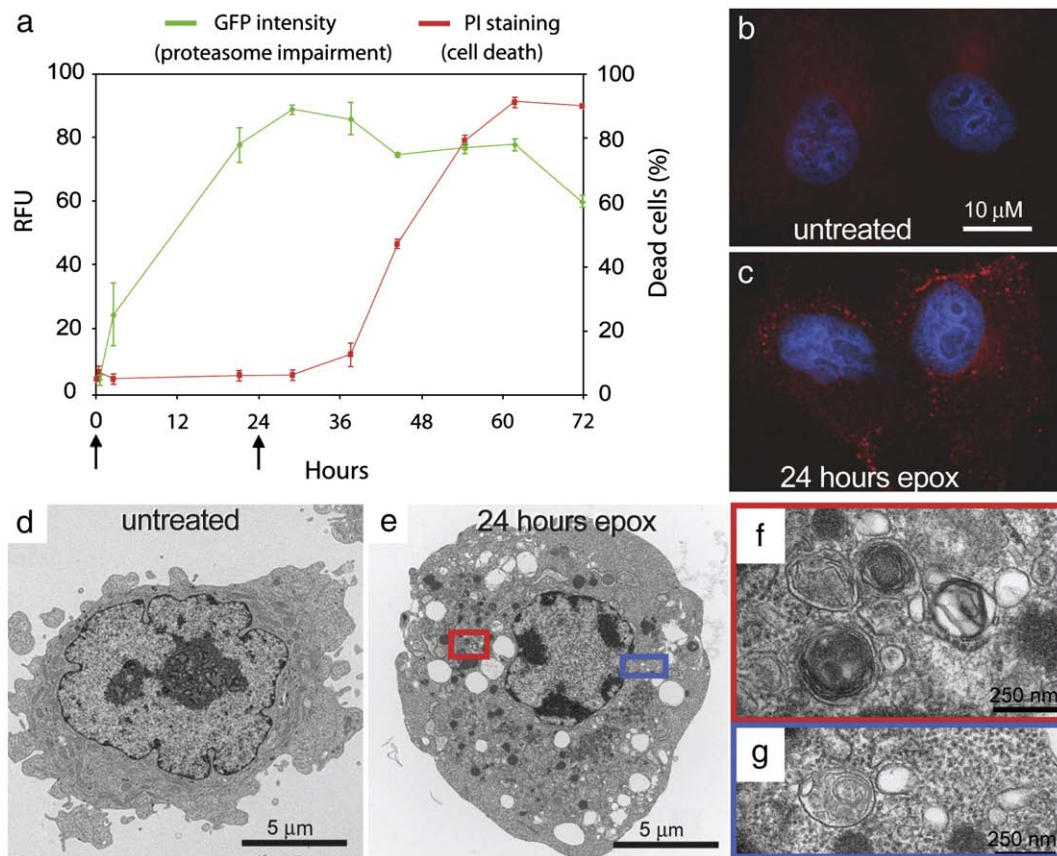 a
GFP intensity
(proteasome impairment)
PI staining
(cell death)
100
80
60
40
20
0
RFU
100
80
60
40
20
0
Dead cells (%)
0 12 24 36 48 60 72
Hours
b
untreated
10 μM
c
24 hours epox
d
untreated
5 μm
e
24 hours epox
5 μm
f
250 nm
g
250 nm